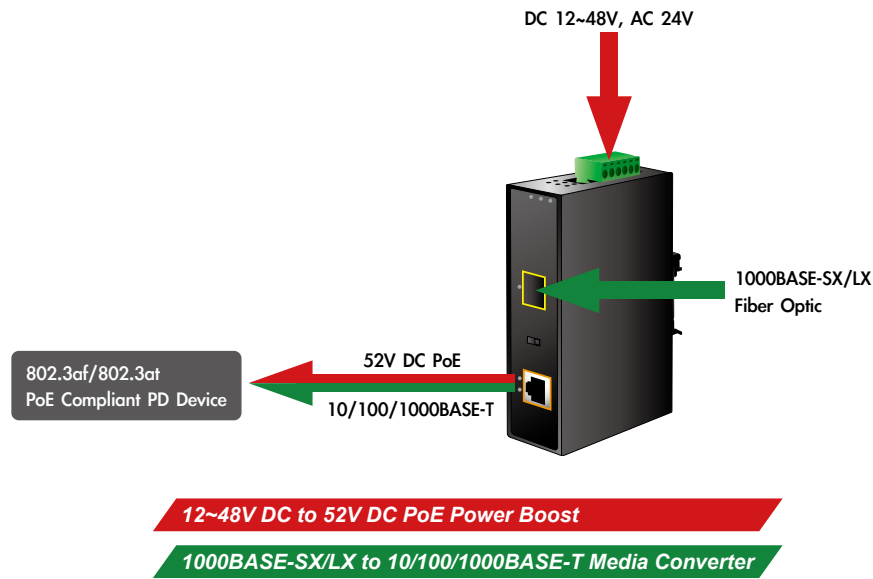 DC 12~48V, AC 24V
1000BASE-SX/LX
Fiber Optic
52V DC PoE
802.3af/802.3at
PoE Compliant PD Device
10/100/1000BASE-T
12~48V DC to 52V DC PoE Power Boost
1000BASE-SX/LX to 10/100/1000BASE-T Media Converter